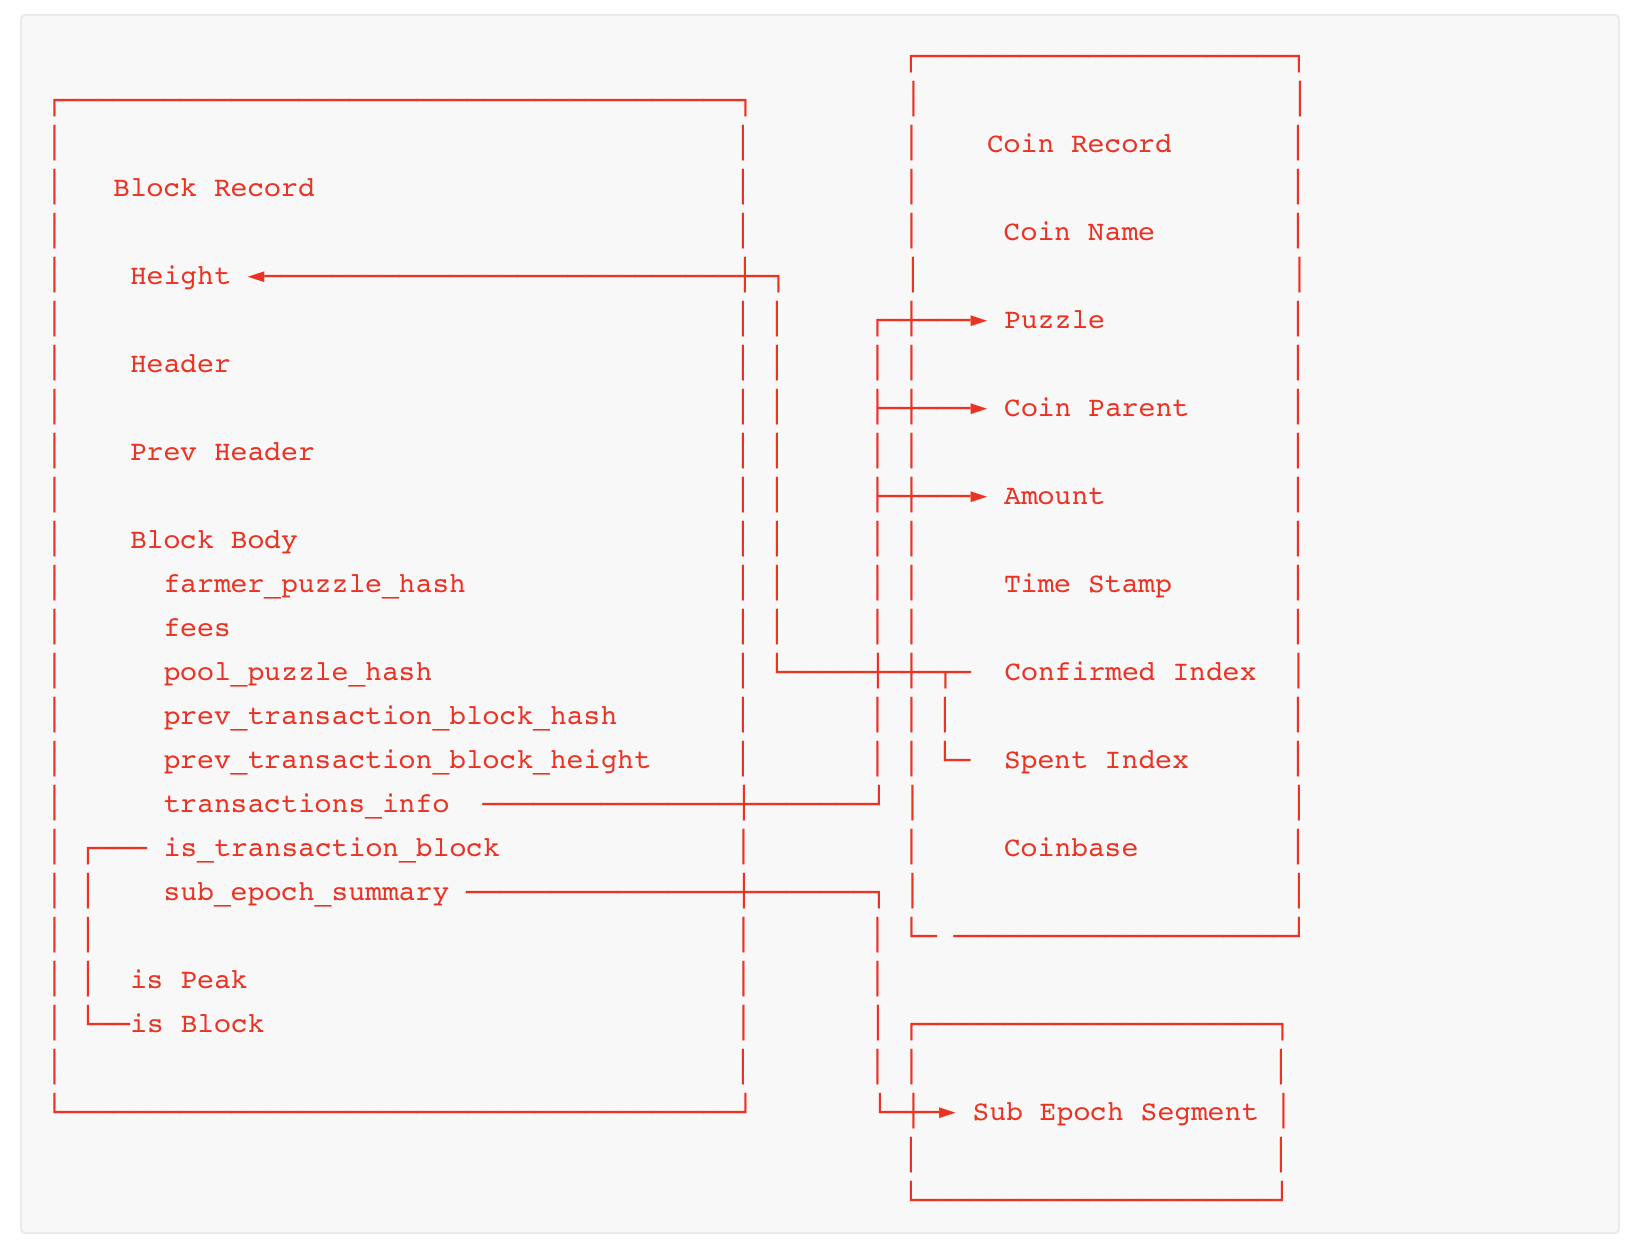 Block Record
Height
Header
Prev Header
Block Body
farmer_puzzle_hash
fees
pool_puzzle_hash
prev_transaction_block_hash
prev_transaction_block_height
transactions_info
is_transaction_block
sub_epoch_summary
is Peak
is Block
Coin Record
Coin Name
Puzzle
Coin Parent
Amount
Time Stamp
Confirmed Index
Spent Index
Coinbase
Sub Epoch Segment